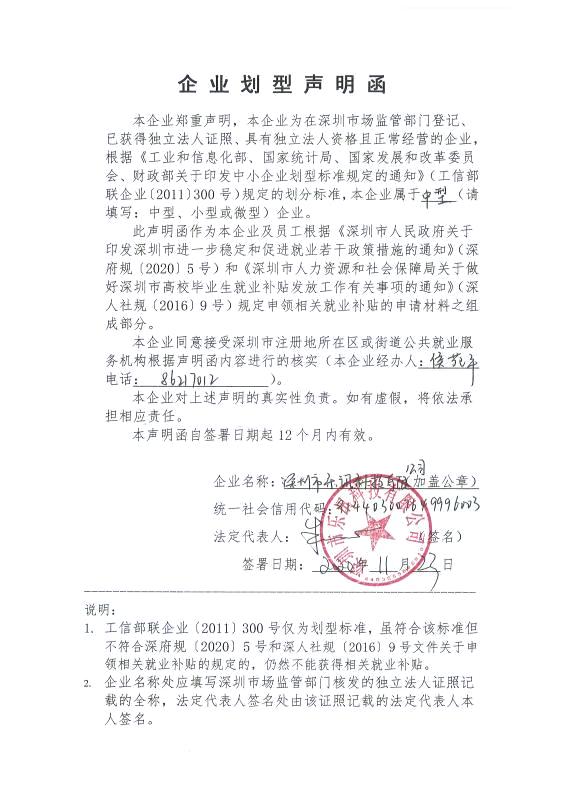 企业划型声明函
本企业郑重声明，本企业为在深圳市场监管部门登记、
已获得独立法人证照、具有独立法人资格且正常经营的企业，
根据《工业和信息化部、国家统计局、国家发展和改革委员
会、财政部关于印发中小企业划型标准规定的通知》（工信部
联企业〔2011〕300号）规定的划分标准，本企业属于中型（请
填写：中型、小型或微型）企业。
此声明函作为本企业及员工根据《深圳市人民政府关于
印发深圳市进一步稳定和促进就业若干政策措施的通知》（深
府规〔2020〕5号）和《深圳市人力资源和社会保障局关于做
好深圳市高校毕业生就业补贴发放工作有关事项的通知》（深
人社规〔2016〕9号）规定申领相关就业补贴的申请材料之组
成部分。
本企业同意接受深圳市注册地所在区或街道公共就业服
务机构根据声明函内容进行的核实（本企业经办人：
电话：86217012）。
本企业对上述声明的真实性负责。如有虚假，将依法承
担相应责任。
本声明函自签署日期起12个月内有效。
企业名称：深圳市乐讯科技有限公司（加盖公章）
统一社会信用代码：
法定代表人：（签名）
签署日期：2020年11月23日
说明：
1. 工信部联企业〔2011〕300号仅为划型标准，虽符合该标准但
不符合深府规〔2020〕5号和深人社规〔2016〕9号文件关于申
领相关就业补贴的规定的，仍然不能获得相关就业补贴。
2. 企业名称处应填写深圳市场监管部门核发的独立法人证照记
载的全称，法定代表人签名处由该证照记载的法定代表人本
人签名。